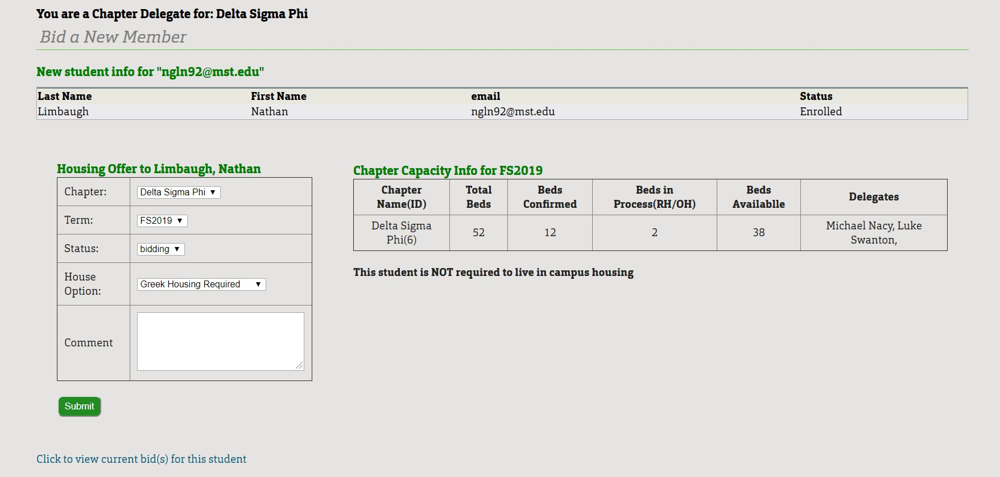 You are a Chapter Delegate for: Delta Sigma Phi
Bid a New Member
New student info for "ngln92@mst.edu"
Last Name First Name email Status
Limbaugh Nathan ngln92@mst.edu Enrolled
Housing Offer to Limbaugh, Nathan
Chapter: Delta Sigma Phi
Term: FS2019
Status: bidding
House Option: Greek Housing Required
Comment
Submit
Chapter Capacity Info for FS2019
Chapter Name(ID) Total Beds Beds Confirmed Beds in Process(RH/OH) Beds Availablle Delegates
Delta Sigma Phi(6) 52 12 2 38 Michael Nacy, Luke Swanton,
This student is NOT required to live in campus housing
Click to view current bid(s) for this student